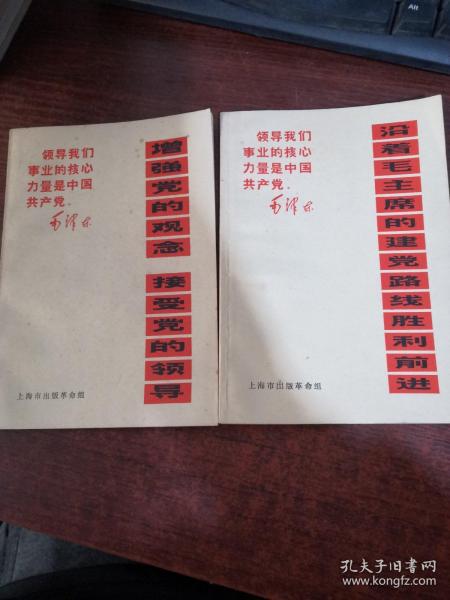 领导我们
事业的核心
力量是中国
共产党。
毛泽东
增强党的观念
接受党的领导
上海市出版革命组
领导我们
事业的核心
力量是中国
共产党。
毛泽东
沿着毛主席的建党路线胜利前进
上海市出版革命组
孔夫子旧书网
www.kongfz.com